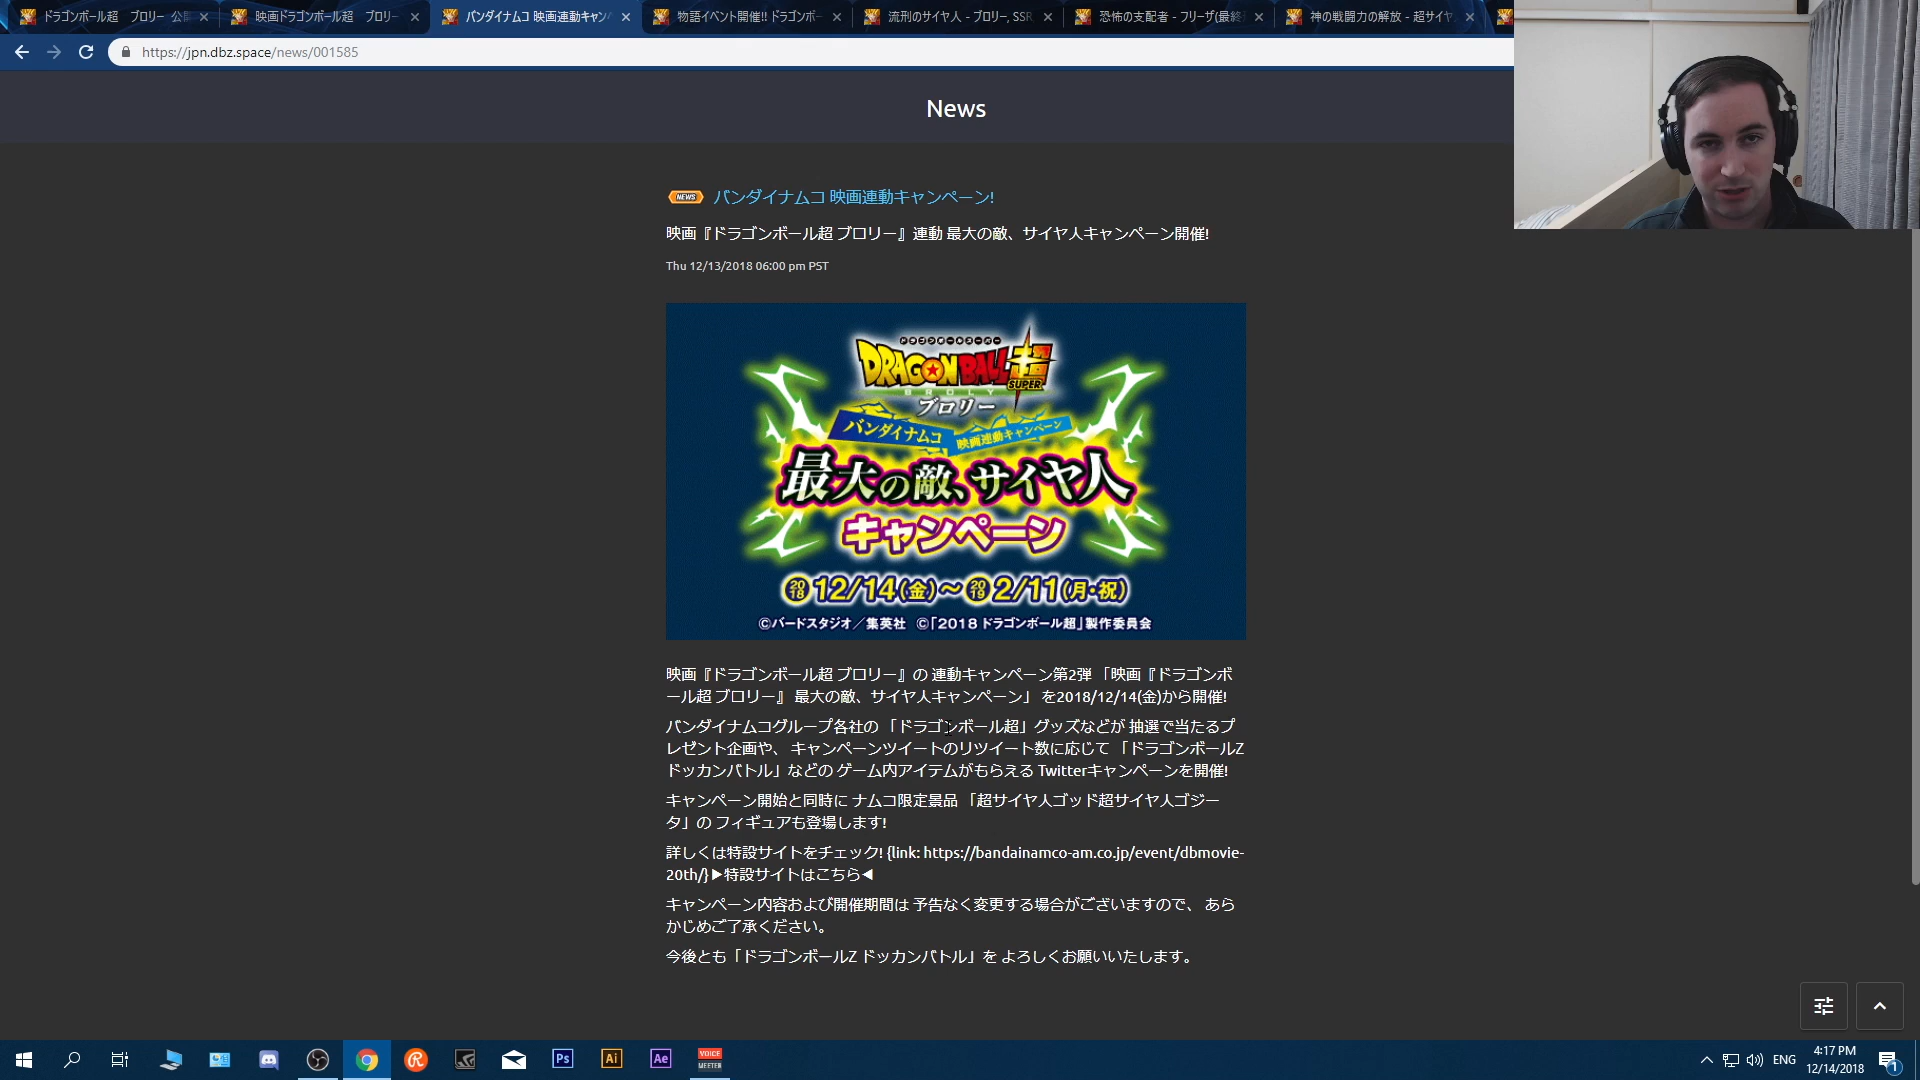 ドラゴンボール超 ブロリー 公開
映画ドラゴンボール超 ブロリー
バンダイナムコ 映画連動キャンペ
物語イベント開催!! ドラゴンボー
流刑のサイヤ人 - ブロリー, SSR
恐怖の支配者 - フリーザ(最終
神の戦闘力の解放 - 超サイヤ
https://jpn.dbz.space/news/001585
News
NEWS バンダイナムコ 映画連動キャンペーン!
映画『ドラゴンボール超 ブロリー』連動 最大の敵、サイヤ人キャンペーン開催!
Thu 12/13/2018 06:00 pm PST
ドラゴンボールスーパー
DRAGON BALL 超
SUPER
BROLY
ブロリー
バンダイナムコ 映画連動キャンペーン
最大の敵、サイヤ人
キャンペーン
2018 12/14(金)~2019 2/11(月・祝)
©バードスタジオ/集英社 ©「2018 ドラゴンボール超」製作委員会
映画『ドラゴンボール超 ブロリー』の 連動キャンペーン第2弾 「映画『ドラゴンボ
ール超 ブロリー』 最大の敵、サイヤ人キャンペーン」 を2018/12/14(金)から開催!
バンダイナムコグループ各社の 「ドラゴンボール超」グッズなどが 抽選で当たるプ
レゼント企画や、 キャンペーンツイートのリツイート数に応じて 「ドラゴンボールZ
ドッカンバトル」などの ゲーム内アイテムがもらえる Twitterキャンペーンを開催!
キャンペーン開始と同時に ナムコ限定景品 「超サイヤ人ゴッド超サイヤ人ゴジー
タ」の フィギュアも登場します!
詳しくは特設サイトをチェック! {link: https://bandainamco-am.co.jp/event/dbmovie-
20th/}▶特設サイトはこちら◀
キャンペーン内容および開催期間は 予告なく変更する場合がございますので、 あら
かじめご了承ください。
今後とも「ドラゴンボールZ ドッカンバトル」を よろしくお願いいたします。
Ps
Ai
Ae
VOICE
MEETER
ENG
4:17 PM
12/14/2018
1